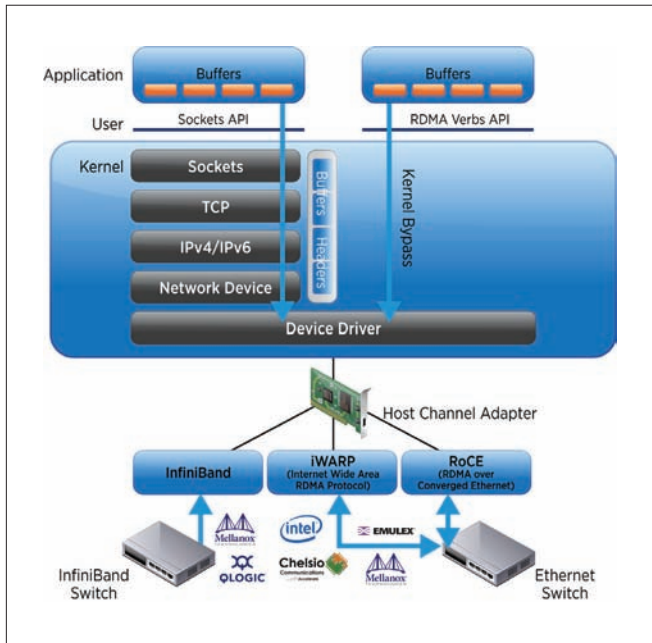 Application
Buffers
Buffers
User
Sockets API
RDMA Verbs API
Kernel
Sockets
TCP
IPv4/IPv6
Network Device
Buffers
Headers
Kernel Bypass
Device Driver
Host Channel Adapter
InfiniBand
iWARP
(Internet Wide Area
RDMA Protocol)
RoCE
(RDMA over
Converged Ethernet)
Mellanox
QLOGIC
intel
EMULEX
Chelsio
Communications
Mellanox
InfiniBand
Switch
Ethernet
Switch